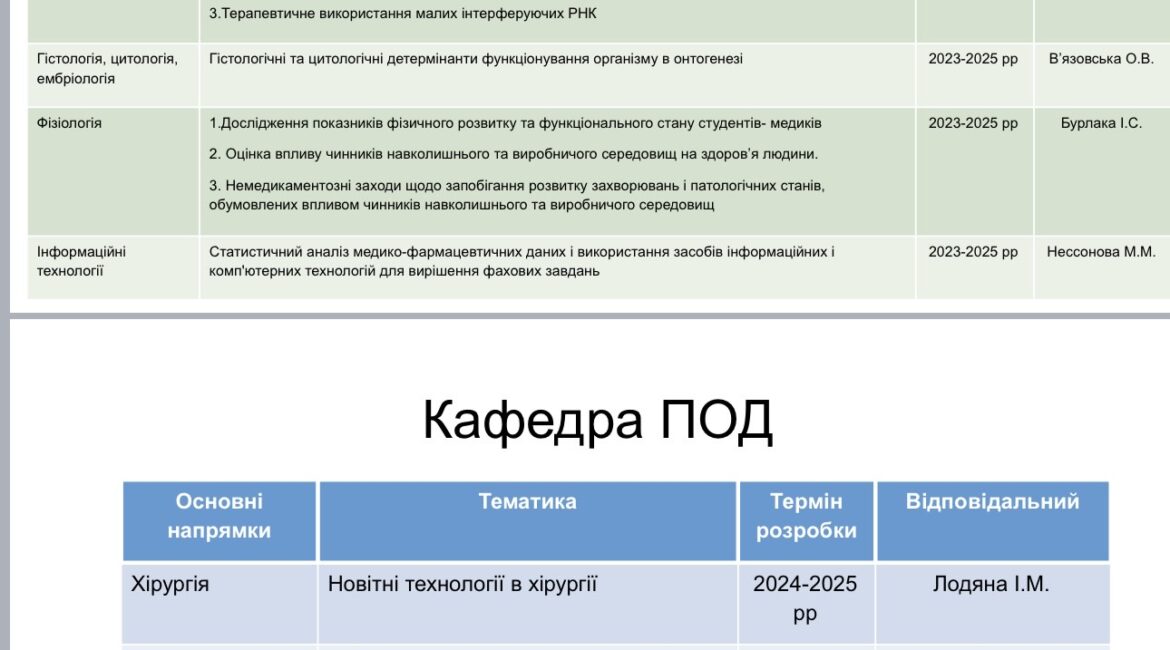 3.Терапевтичне використання малих інтерферуючих РНК
Гістологія, цитологія,
ембріологія
Гістологічні та цитологічні детермінанти функціонування організму в онтогенезі
2023-2025 рр
В’язовська О.В.
Фізіологія
1.Дослідження показників фізичного розвитку та функціонального стану студентів- медиків
2. Оцінка впливу чинників навколишнього та виробничого середовищ на здоров’я людини.
3. Немедикаментозні заходи щодо запобігання розвитку захворювань і патологічних станів,
обумовлених впливом чинників навколишнього та виробничого середовищ
2023-2025 рр
Бурлака І.С.
Інформаційні
технології
Статистичний аналіз медико-фармацевтичних даних і використання засобів інформаційних і
комп'ютерних технологій для вирішення фахових завдань
2023-2025 рр
Нессонова М.М.
Кафедра ПОД
Основні
напрямки
Тематика
Термін
розробки
Відповідальний
Хірургія
Новітні технології в хірургії
2024-2025
рр
Лодяна І.М.